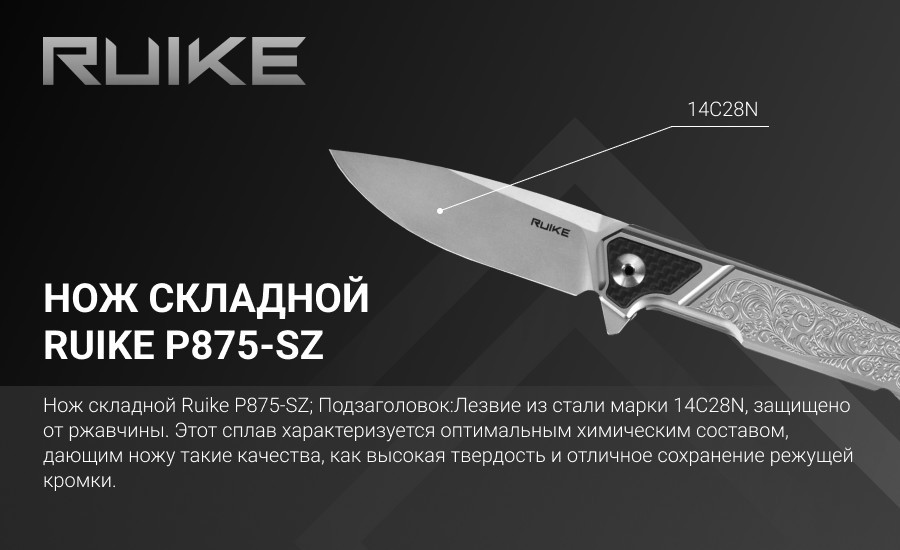 RUIKE
14C28N
RUIKE
НОЖ СКЛАДНОЙ
RUIKE P875-SZ
Нож складной Ruike P875-SZ; Подзаголовок:Лезвие из стали марки 14C28N, защищено
от ржавчины. Этот сплав характеризуется оптимальным химическим составом,
дающим ножу такие качества, как высокая твердость и отличное сохранение режущей
кромки.